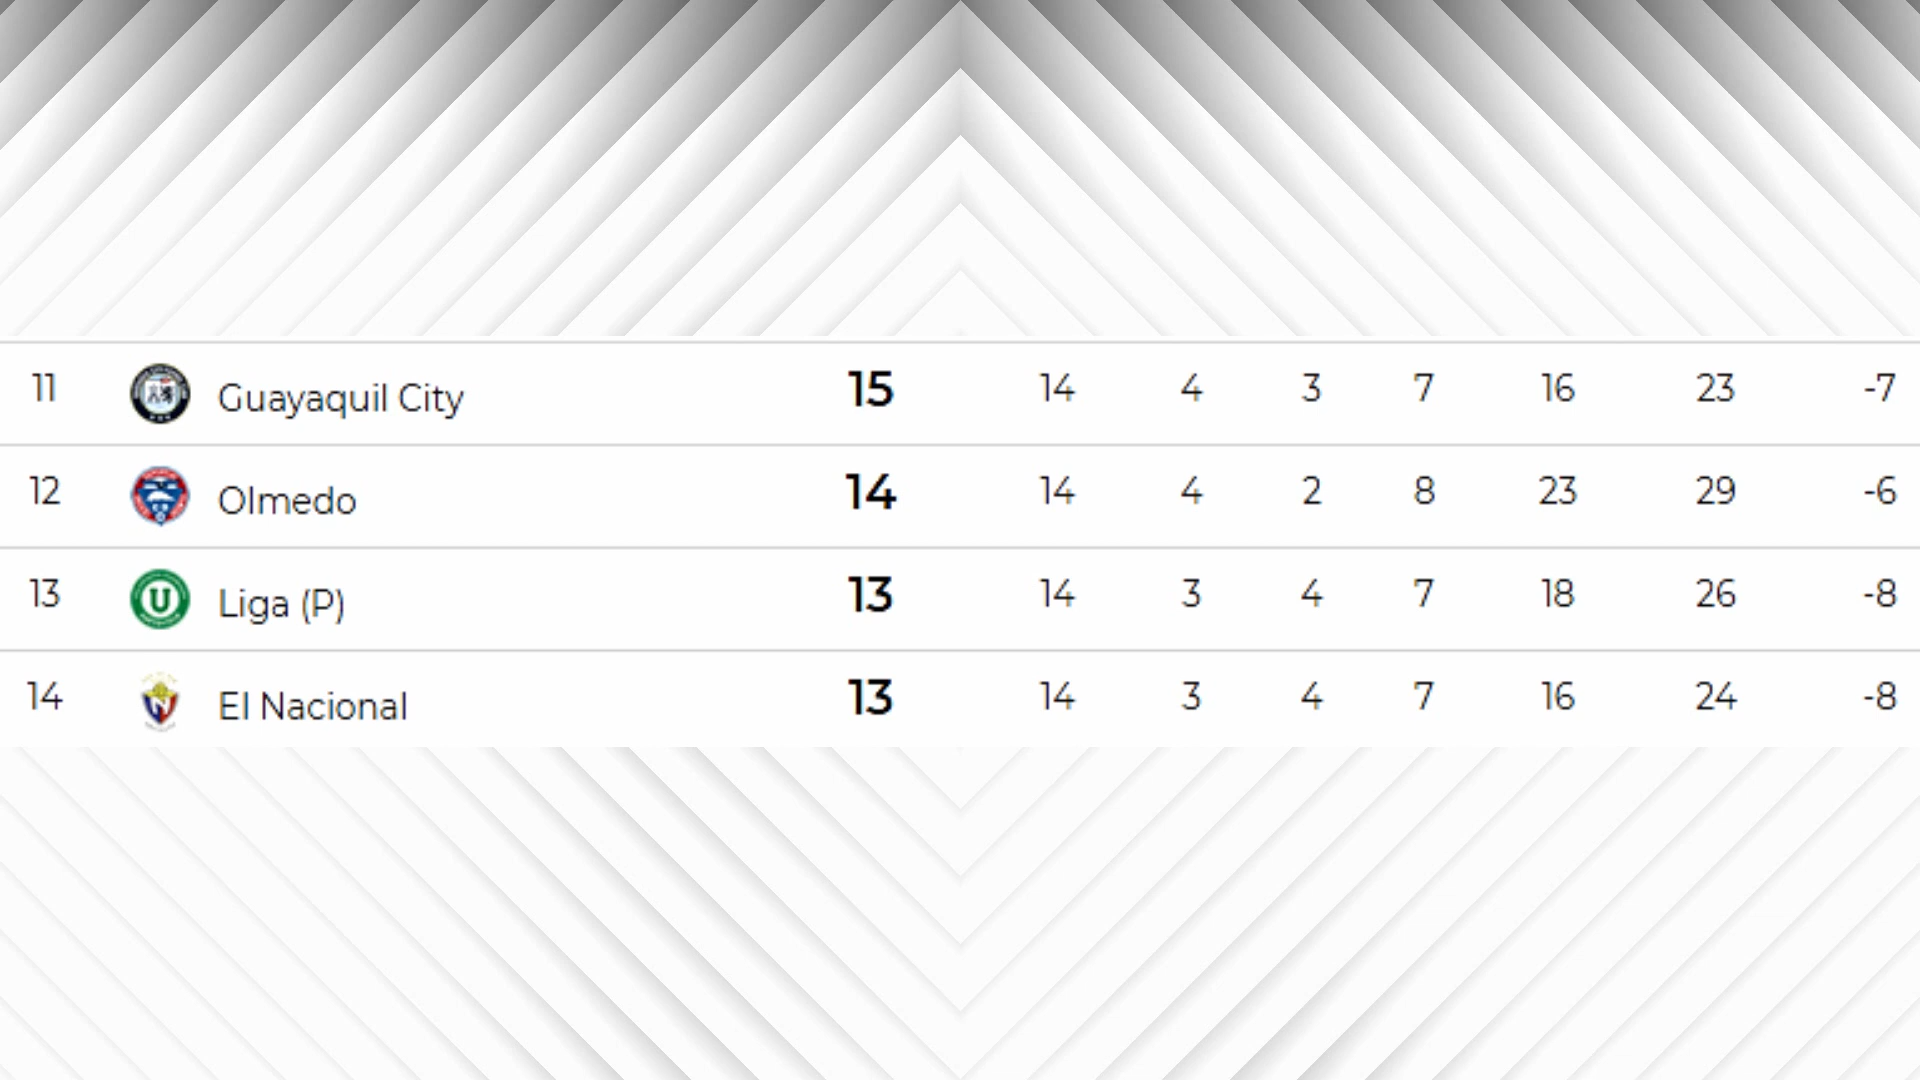 11 Guayaquil City 15 14 4 3 7 16 23 -7
12 Olmedo 14 14 4 2 8 23 29 -6
13 U Liga (P) 13 14 3 4 7 18 26 -8
14 N El Nacional 13 14 3 4 7 16 24 -8